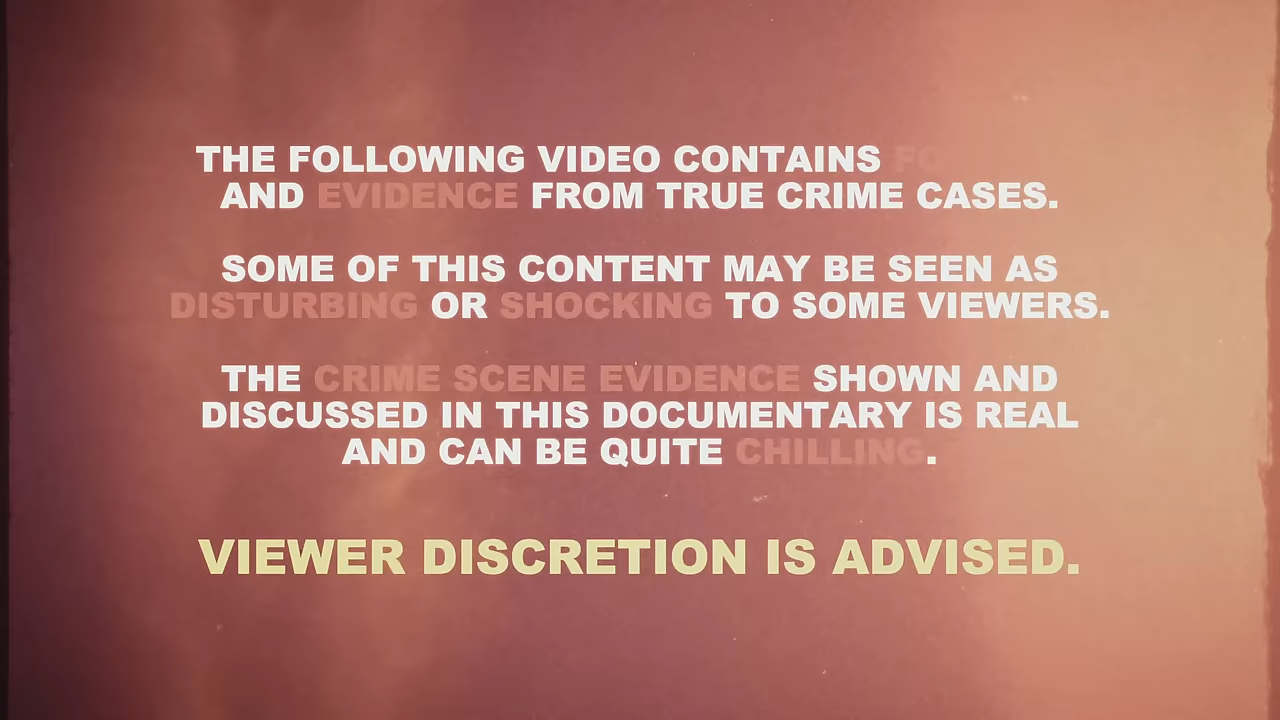 THE FOLLOWING VIDEO CONTAINS
AND EVIDENCE FROM TRUE CRIME CASES.
SOME OF THIS CONTENT MAY BE SEEN AS
DISTURBING OR SHOCKING TO SOME VIEWERS.
THE CRIME SCENE EVIDENCE SHOWN AND
DISCUSSED IN THIS DOCUMENTARY IS REAL
AND CAN BE QUITE CHILLING.
VIEWER DISCRETION IS ADVISED.